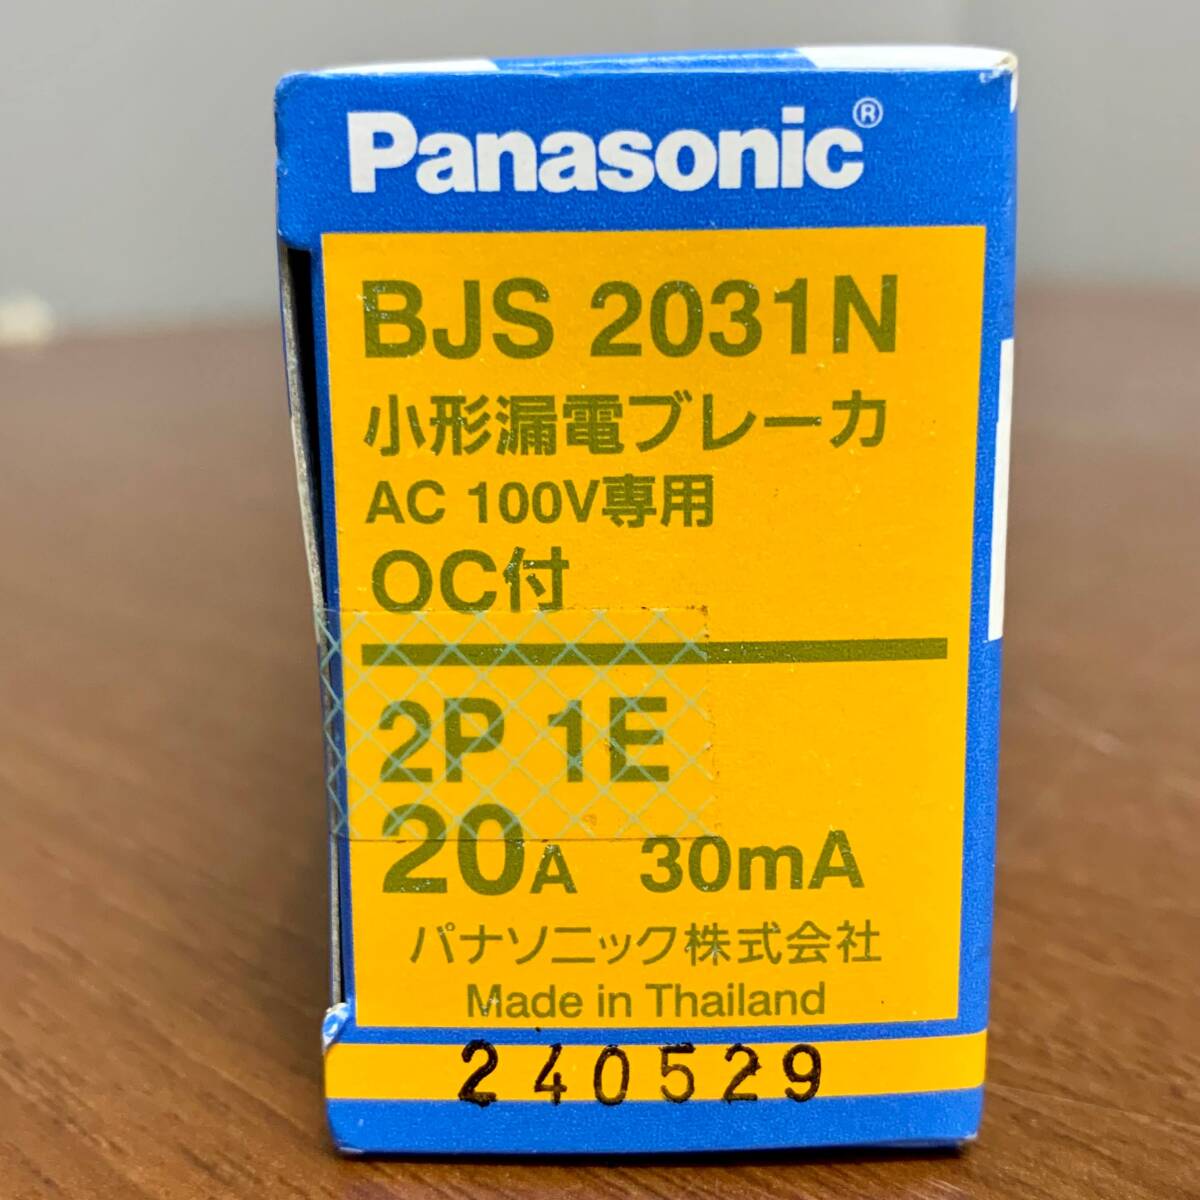 Panasonic®
BJS 2031N
小形漏電ブレーカ
AC 100V専用
OC付
2P 1E
20A 30mA
パナソニック株式会社
Made in Thailand
240529